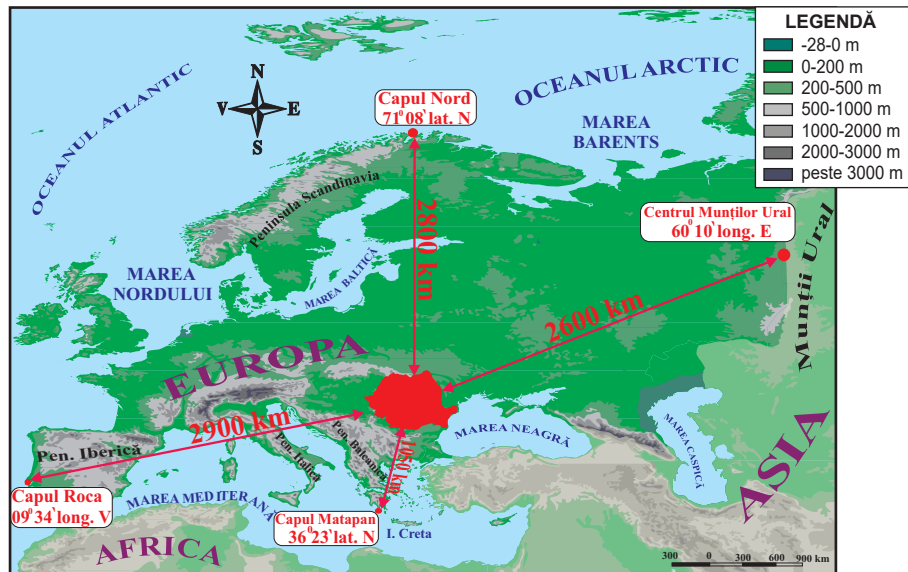 LEGENDĂ
-28-0 m
0-200 m
200-500 m
500-1000 m
1000-2000 m
2000-3000 m
peste 3000 m
OCEANUL ATLANTIC
OCEANUL ARCTIC
N
V E
S
Capul Nord
71°08` lat. N
MAREA
BARENTS
Peninsula Scandinavia
2800 km
Centrul Munților Ural
60°10` long. E
Munții Ural
MAREA
NORDULUI
MAREA BALTICĂ
2600 km
EUROPA
2900 km
Pen. Iberică
Pen. Italică
Pen. Balcanică
1050 km
MAREA NEAGRĂ
MAREA CASPICĂ
ASIA
Capul Roca
09°34` long. V
MAREA MEDITERANĂ
Capul Matapan
36°23` lat. N
I. Creta
AFRICA
300 0 300 600 900 km